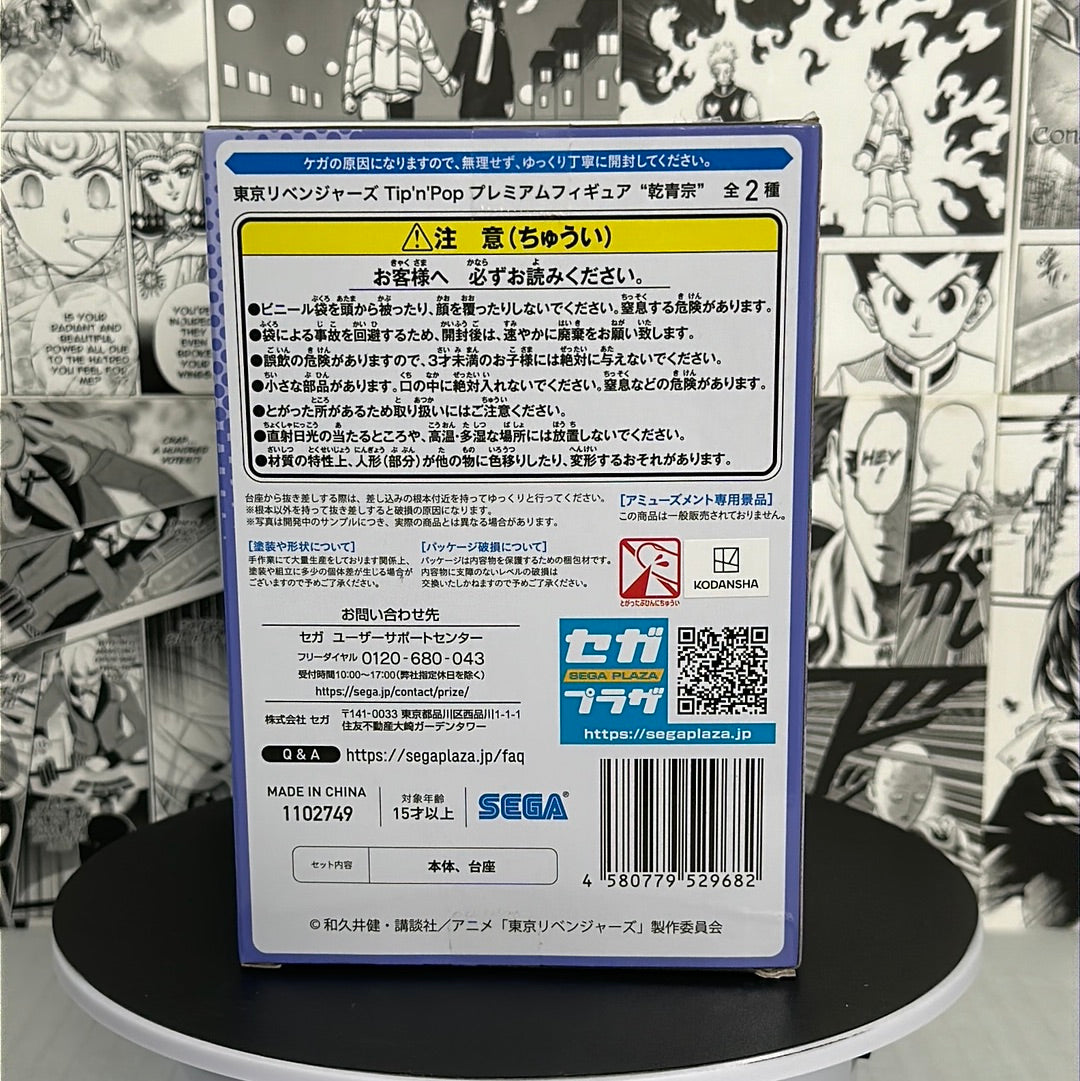 ケガの原因になりますので、無理せず、ゆっくり丁寧に開封してください。
東京リベンジャーズ Tip'n'Pop プレミアムフィギュア “乾青宗” 全2種
⚠注 意(ちゅうい)
お客様へ 必ずお読みください。
●ビニール袋を頭から被ったり、顔を覆ったりしないでください。窒息する危険があります。
●袋による事故を回避するため、開封後は、速やかに廃棄をお願い致します。
●誤飲の危険がありますので、3才未満のお子様には絶対に与えないでください。
●小さな部品があります。口の中に絶対入れないでください。窒息などの危険があります。
●とがった所があるため取り扱いにはご注意ください。
●直射日光の当たるところや、高温・多湿な場所には放置しないでください。
●材質の特性上、人形(部分)が他の物に色移りしたり、変形するおそれがあります。
台座から抜き差しする際は、差し込みの根本付近を持ってゆっくりと行ってください。
※根本以外を持って抜き差しすると破損の原因になります。
※写真は開発中のサンプルにつき、実際の商品とは異なる場合があります。
[アミューズメント専用景品]
この商品は一般販売されておりません。
[塗装や形状について]
手作業にて大量生産をしております関係上、
塗装や組立に多少の個体差が生じる場合が
ございますので予めご了承ください。
[パッケージ破損について]
パッケージは内容物を保護するための梱包材です。
内容物に支障のないレベルの破損は
交換いたしかねますので予めご了承ください。
とがったぶひんにちゅうい
KODANSHA
お問い合わせ先
セガ ユーザーサポートセンター
フリーダイヤル 0120-680-043
受付時間10:00〜17:00(弊社指定休日を除く)
https://sega.jp/contact/prize/
株式会社 セガ
〒141-0033 東京都品川区西品川1-1-1
住友不動産大崎ガーデンタワー
Q & A https://segaplaza.jp/faq
セガ
SEGA PLAZA
プラザ
https://segaplaza.jp
MADE IN CHINA
1102749
対象年齢
15才以上
SEGA®
セット内容 本体、台座
4 580779 529682
©和久井健・講談社/アニメ「東京リベンジャーズ」製作委員会
IS YOUR
RADIANT AND
BEAUTIFUL
POWER ALL DUE
TO THE HATRED
YOU FEEL FOR
ME?
HEY